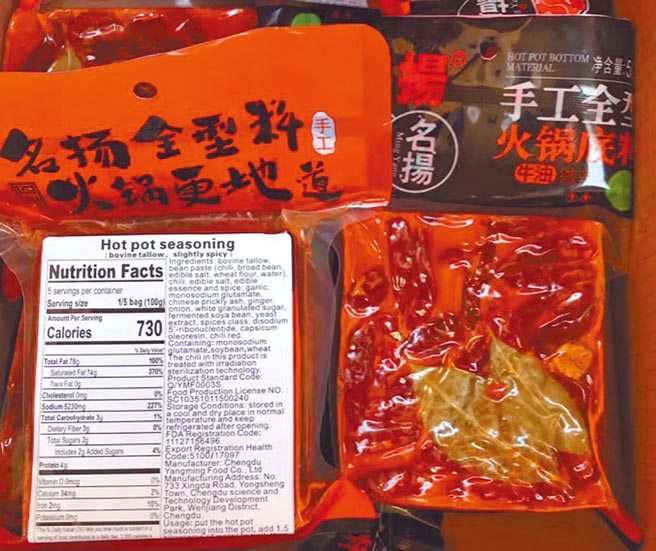 名扬全型料
手工
火锅更地道
四川
揚
HOT POT BOTTOM
MATERIAL
净含量:5
手工全型
火锅底料
牛油
名揚
Ming Yang
Hot pot seasoning
(bovine tallow, slightly spicy)
Nutrition Facts
5 servings per container
Serving size 1/5 bag (100g)
Amount Per Serving
Calories 730
% Daily Value*
Total Fat 78g 100%
Saturated Fat 74g 370%
Trans Fat 0g
Cholesterol 0mg 0%
Sodium 5230mg 227%
Total Carbohydrate 3g 1%
Dietary Fiber 0g 0%
Total Sugars 2g
Includes 2g Added Sugars 4%
Protein 4g
Vitamin D 0mcg 0%
Calcium 34mg 2%
Iron 2mg 10%
Potassium 0mg 0%
Ingredients: bovine tallow,
bean paste (chili, broad bean,
edible salt, wheat flour, water),
chili, edible salt, edible
essence and spice, garlic,
monosodium glutamate,
chinese prickly ash, ginger,
onion, white granulated sugar,
fermented soya bean, yeast
extract, spices class, disodium
5'-ribonucleotide, capsicum
oleoresin, chili red.
Containing: monosodium
glutamate,soybean,wheat
The chili in this product is
treated with irradiation
sterilization technology.
Product Standard Code:
Q/YMF0003S
Food Production License NO. :
SC10351011500240
Storage Conditions: stored in
a cool and dry place in normal
temperature and keep
refrigerated after opening.
FDA Registration Code:
11127156496
Export Registration Health
Code:5100/17097
Manufacturer: Chengdu
Yangming Food Co., Ltd
Manufacturing Address: No.
733 Xingda Road, Yongsheng
Town, Chengdu science and
Technology Development
Park, Wenjiang District,
Chengdu.
Usage: put the hot pot
seasoning into the pot, add 1.5